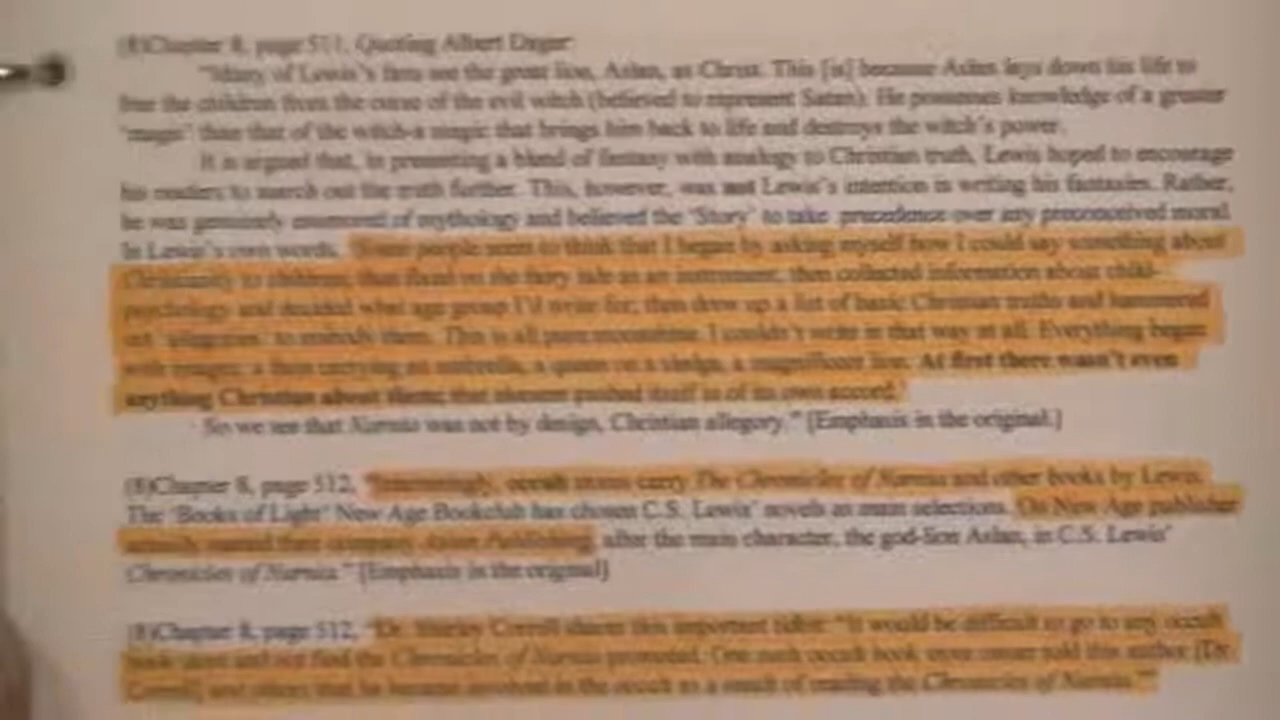 (8)Chapter 8, page 511, Quoting Albert Dager:
"Many of Lewis's fans see the great lion, Aslan, as Christ. This [is] because Aslan lays down his life to
free the children from the curse of the evil witch (believed to represent Satan). He possesses knowledge of a greater
"magic" than that of the witch-a magic that brings him back to life and destroys the witch's power.
It is argued that, in presenting a blend of fantasy with analogy to Christian truth, Lewis hoped to encourage
his readers to search out the truth further. This, however, was not Lewis's intention in writing his fantasies. Rather,
he was genuinely enamored of mythology and believed the 'Story' to take precedence over any preconceived moral.
In Lewis's own words, 'Some people seem to think that I began by asking myself how I could say something about
Christianity to children; then fixed on the fairy tale as an instrument; then collected information about child-
psychology and decided what age group I'd write for; then drew up a list of basic Christian truths and hammered
out 'allegories' to embody them. This is all pure moonshine. I couldn't write in that way at all. Everything began
with images; a faun carrying an umbrella, a queen on a sledge, a magnificent lion. At first there wasn't even
anything Christian about them; that element pushed itself in of its own accord.'
So we see that Narnia was not by design, Christian allegory." [Emphasis in the original.]
(8)Chapter 8, page 512, "Interestingly, occult stores carry The Chronicles of Narnia and other books by Lewis.
The 'Books of Light' New Age Bookclub has chosen C.S. Lewis' novels as main selections. One New Age publisher
actually named their company Aslan Publishing, after the main character, the god-lion Aslan, in C.S. Lewis'
Chronicles of Narnia." [Emphasis in the original]
(8)Chapter 8, page 512, "Dr. Shirley Correll shares this important tidbit: "It would be difficult to go to any occult
book store and not find the Chronicles of Narnia promoted. One such occult book store owner told this author [Dr.
Correll] and others that he became involved in the occult as a result of reading the Chronicles of Narnia.""